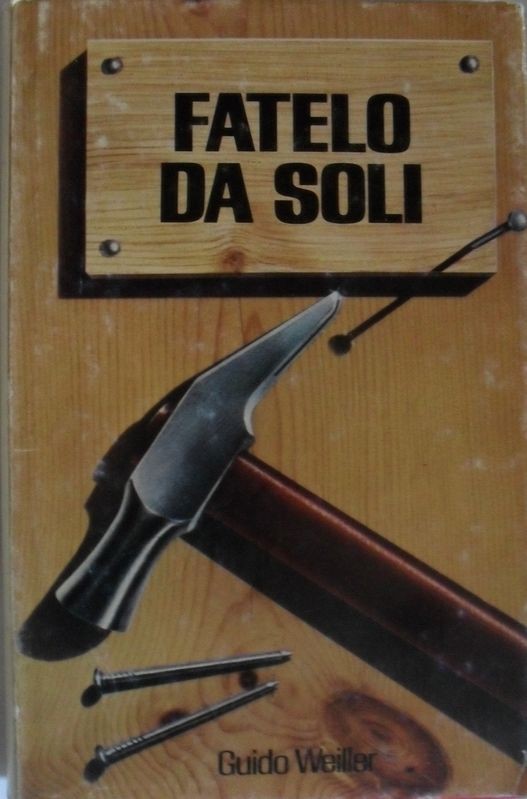 FATELO
DA SOLI
Guido Weiller